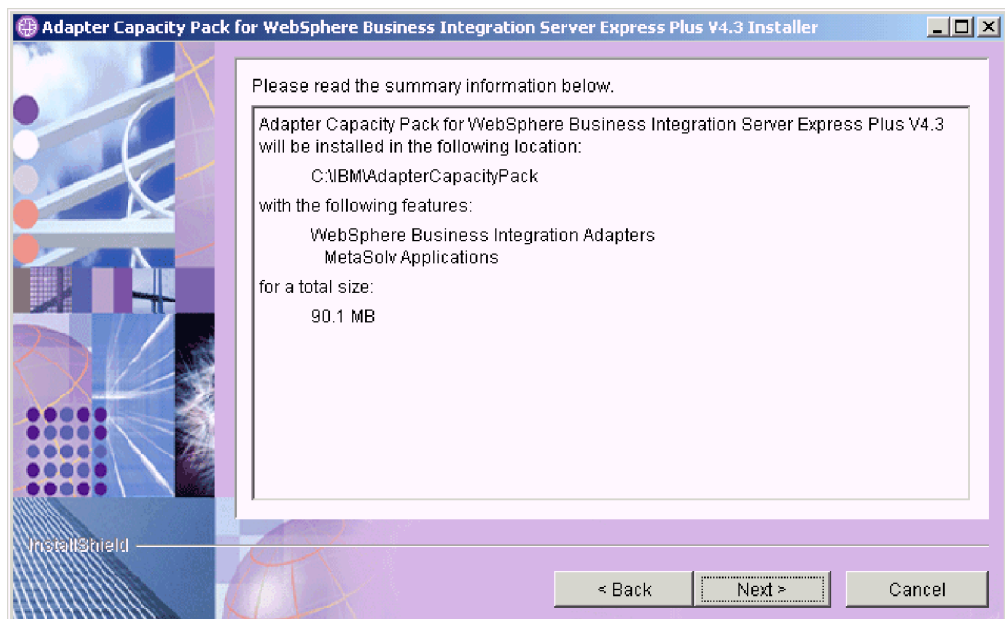 Adapter Capacity Pack for WebSphere Business Integration Server Express Plus V4.3 Installer
Please read the summary information below.
Adapter Capacity Pack for WebSphere Business Integration Server Express Plus V4.3
will be installed in the following location:
C:\IBM\AdapterCapacityPack
with the following features:
WebSphere Business Integration Adapters
MetaSolv Applications
for a total size:
90.1 MB
InstallShield
< Back
Next >
Cancel